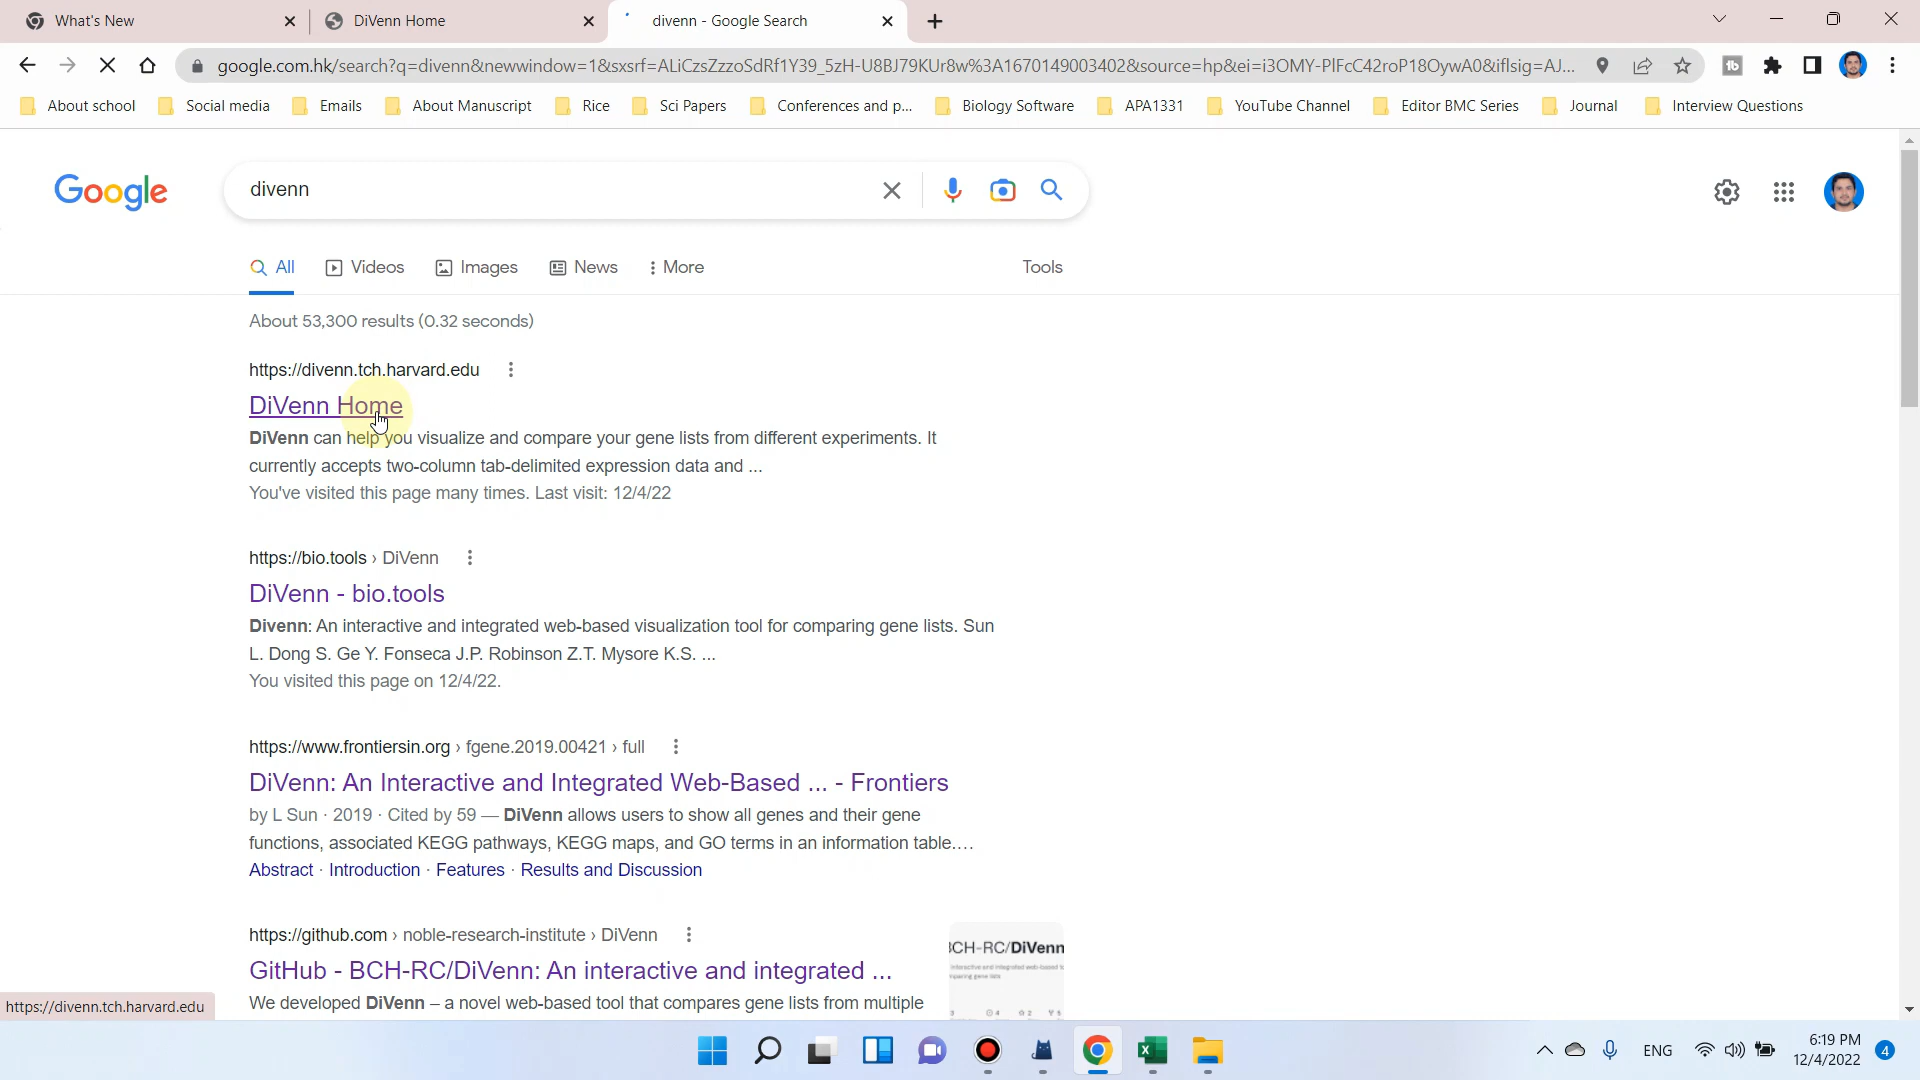 What's New
DiVenn Home
divenn - Google Search
google.com.hk/search?q=divenn&newwindow=1&sxsrf=ALiCzsZzzoSdRf1Y39_5zH-U8BJ79KUr8w%3A1670149003402&source=hp&ei=i3OMY-PlFcC42roP18OywA0&iflsig=AJ...
About school
Social media
Emails
About Manuscript
Rice
Sci Papers
Conferences and p...
Biology Software
APA1331
YouTube Channel
Editor BMC Series
Journal
Interview Questions
Google
divenn
All
Videos
Images
News
More
Tools
About 53,300 results (0.32 seconds)
https://divenn.tch.harvard.edu
DiVenn Home
DiVenn can help you visualize and compare your gene lists from different experiments. It
currently accepts two-column tab-delimited expression data and ...
You've visited this page many times. Last visit: 12/4/22
https://bio.tools › DiVenn
DiVenn - bio.tools
Divenn: An interactive and integrated web-based visualization tool for comparing gene lists. Sun
L. Dong S. Ge Y. Fonseca J.P. Robinson Z.T. Mysore K.S. ...
You visited this page on 12/4/22.
https://www.frontiersin.org › fgene.2019.00421 › full
DiVenn: An Interactive and Integrated Web-Based ... - Frontiers
by L Sun · 2019 · Cited by 59 — DiVenn allows users to show all genes and their gene
functions, associated KEGG pathways, KEGG maps, and GO terms in an information table....
Abstract · Introduction · Features · Results and Discussion
https://github.com › noble-research-institute › DiVenn
GitHub - BCH-RC/DiVenn: An interactive and integrated ...
We developed DiVenn – a novel web-based tool that compares gene lists from multiple
CH-RC/DiVenn
https://divenn.tch.harvard.edu
ENG
6:19 PM
12/4/2022
4